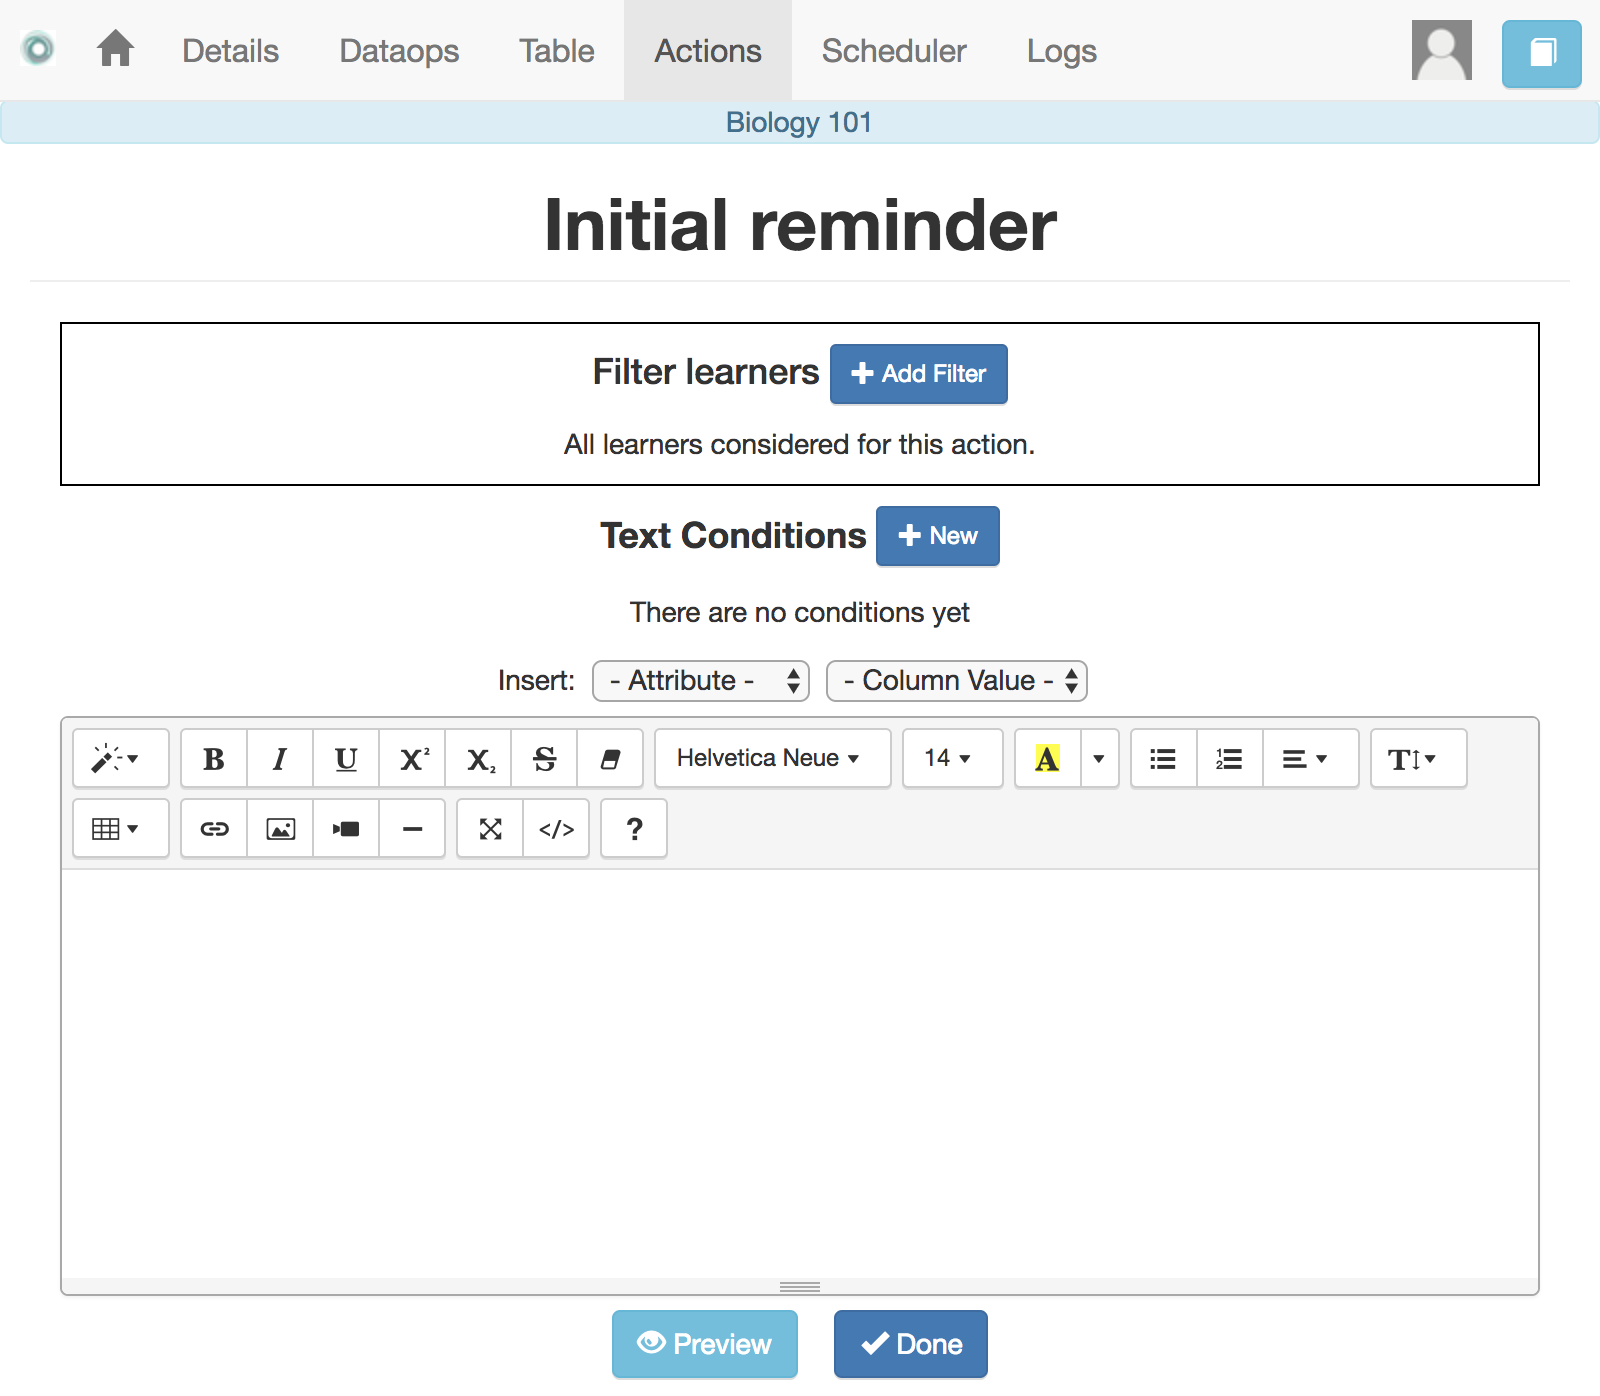 Details Dataops Table Actions Scheduler Logs
Biology 101
Initial reminder
Filter learners Add Filter
All learners considered for this action.
Text Conditions New
There are no conditions yet
Insert: - Attribute - - Column Value -
B I U X² X₂ S Helvetica Neue 14 A T
</> ?
Preview Done